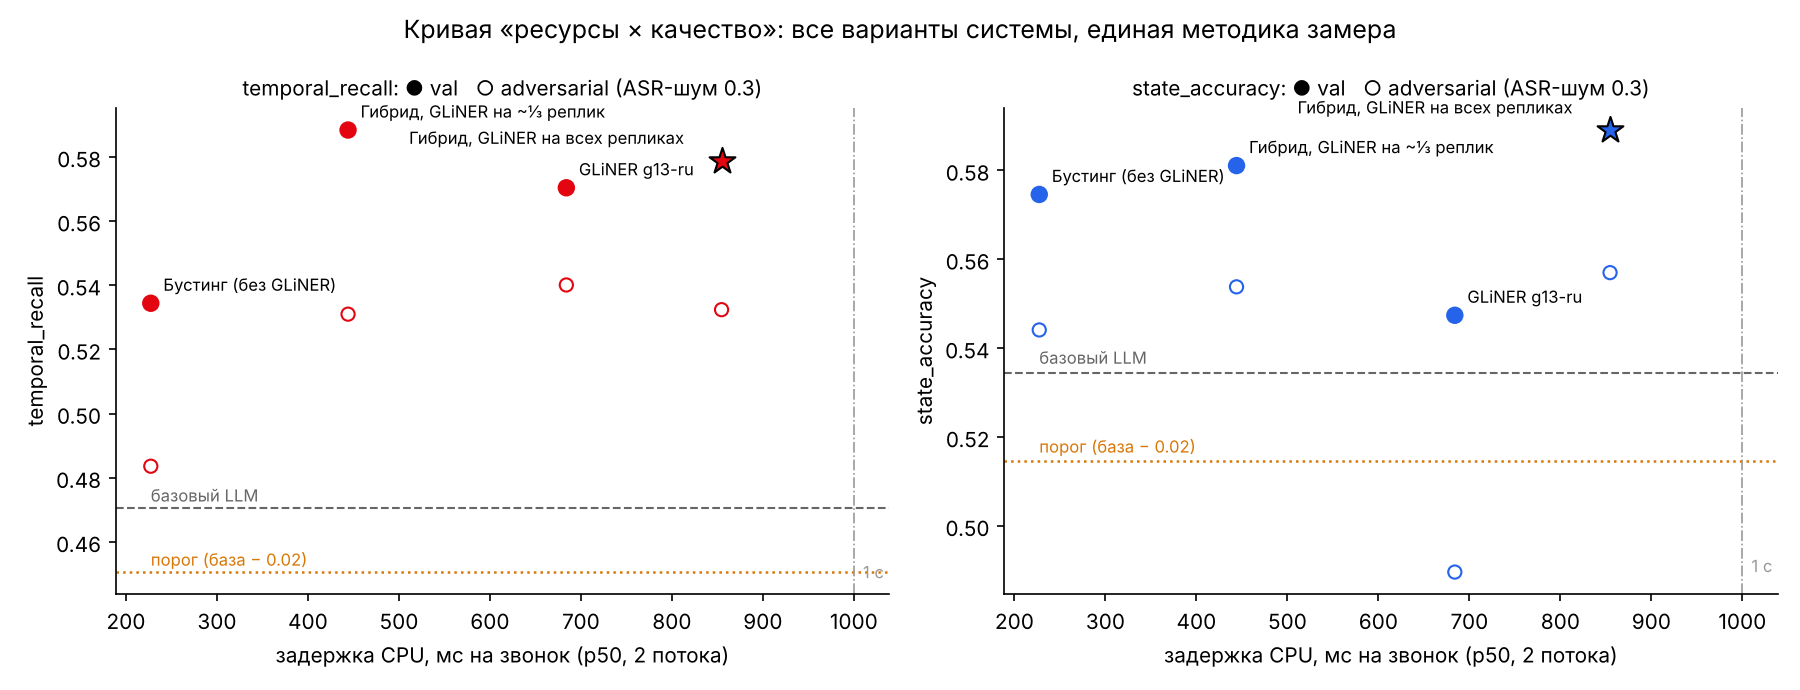 Кривая «ресурсы × качество»: все варианты системы, единая методика замера
temporal_recall: val adversarial (ASR-шум 0.3)
Гибрид, GLiNER на ~⅓ реплик
Гибрид, GLiNER на всех репликах
GLiNER g13-ru
Бустинг (без GLiNER)
базовый LLM
порог (база − 0.02)
1 с
temporal_recall
0.58
0.56
0.54
0.52
0.50
0.48
0.46
200 300 400 500 600 700 800 900 1000
задержка CPU, мс на звонок (p50, 2 потока)
state_accuracy: val adversarial (ASR-шум 0.3)
Гибрид, GLiNER на всех репликах
Гибрид, GLiNER на ~⅓ реплик
Бустинг (без GLiNER)
GLiNER g13-ru
базовый LLM
порог (база − 0.02)
1 с
state_accuracy
0.58
0.56
0.54
0.52
0.50
200 300 400 500 600 700 800 900 1000
задержка CPU, мс на звонок (p50, 2 потока)